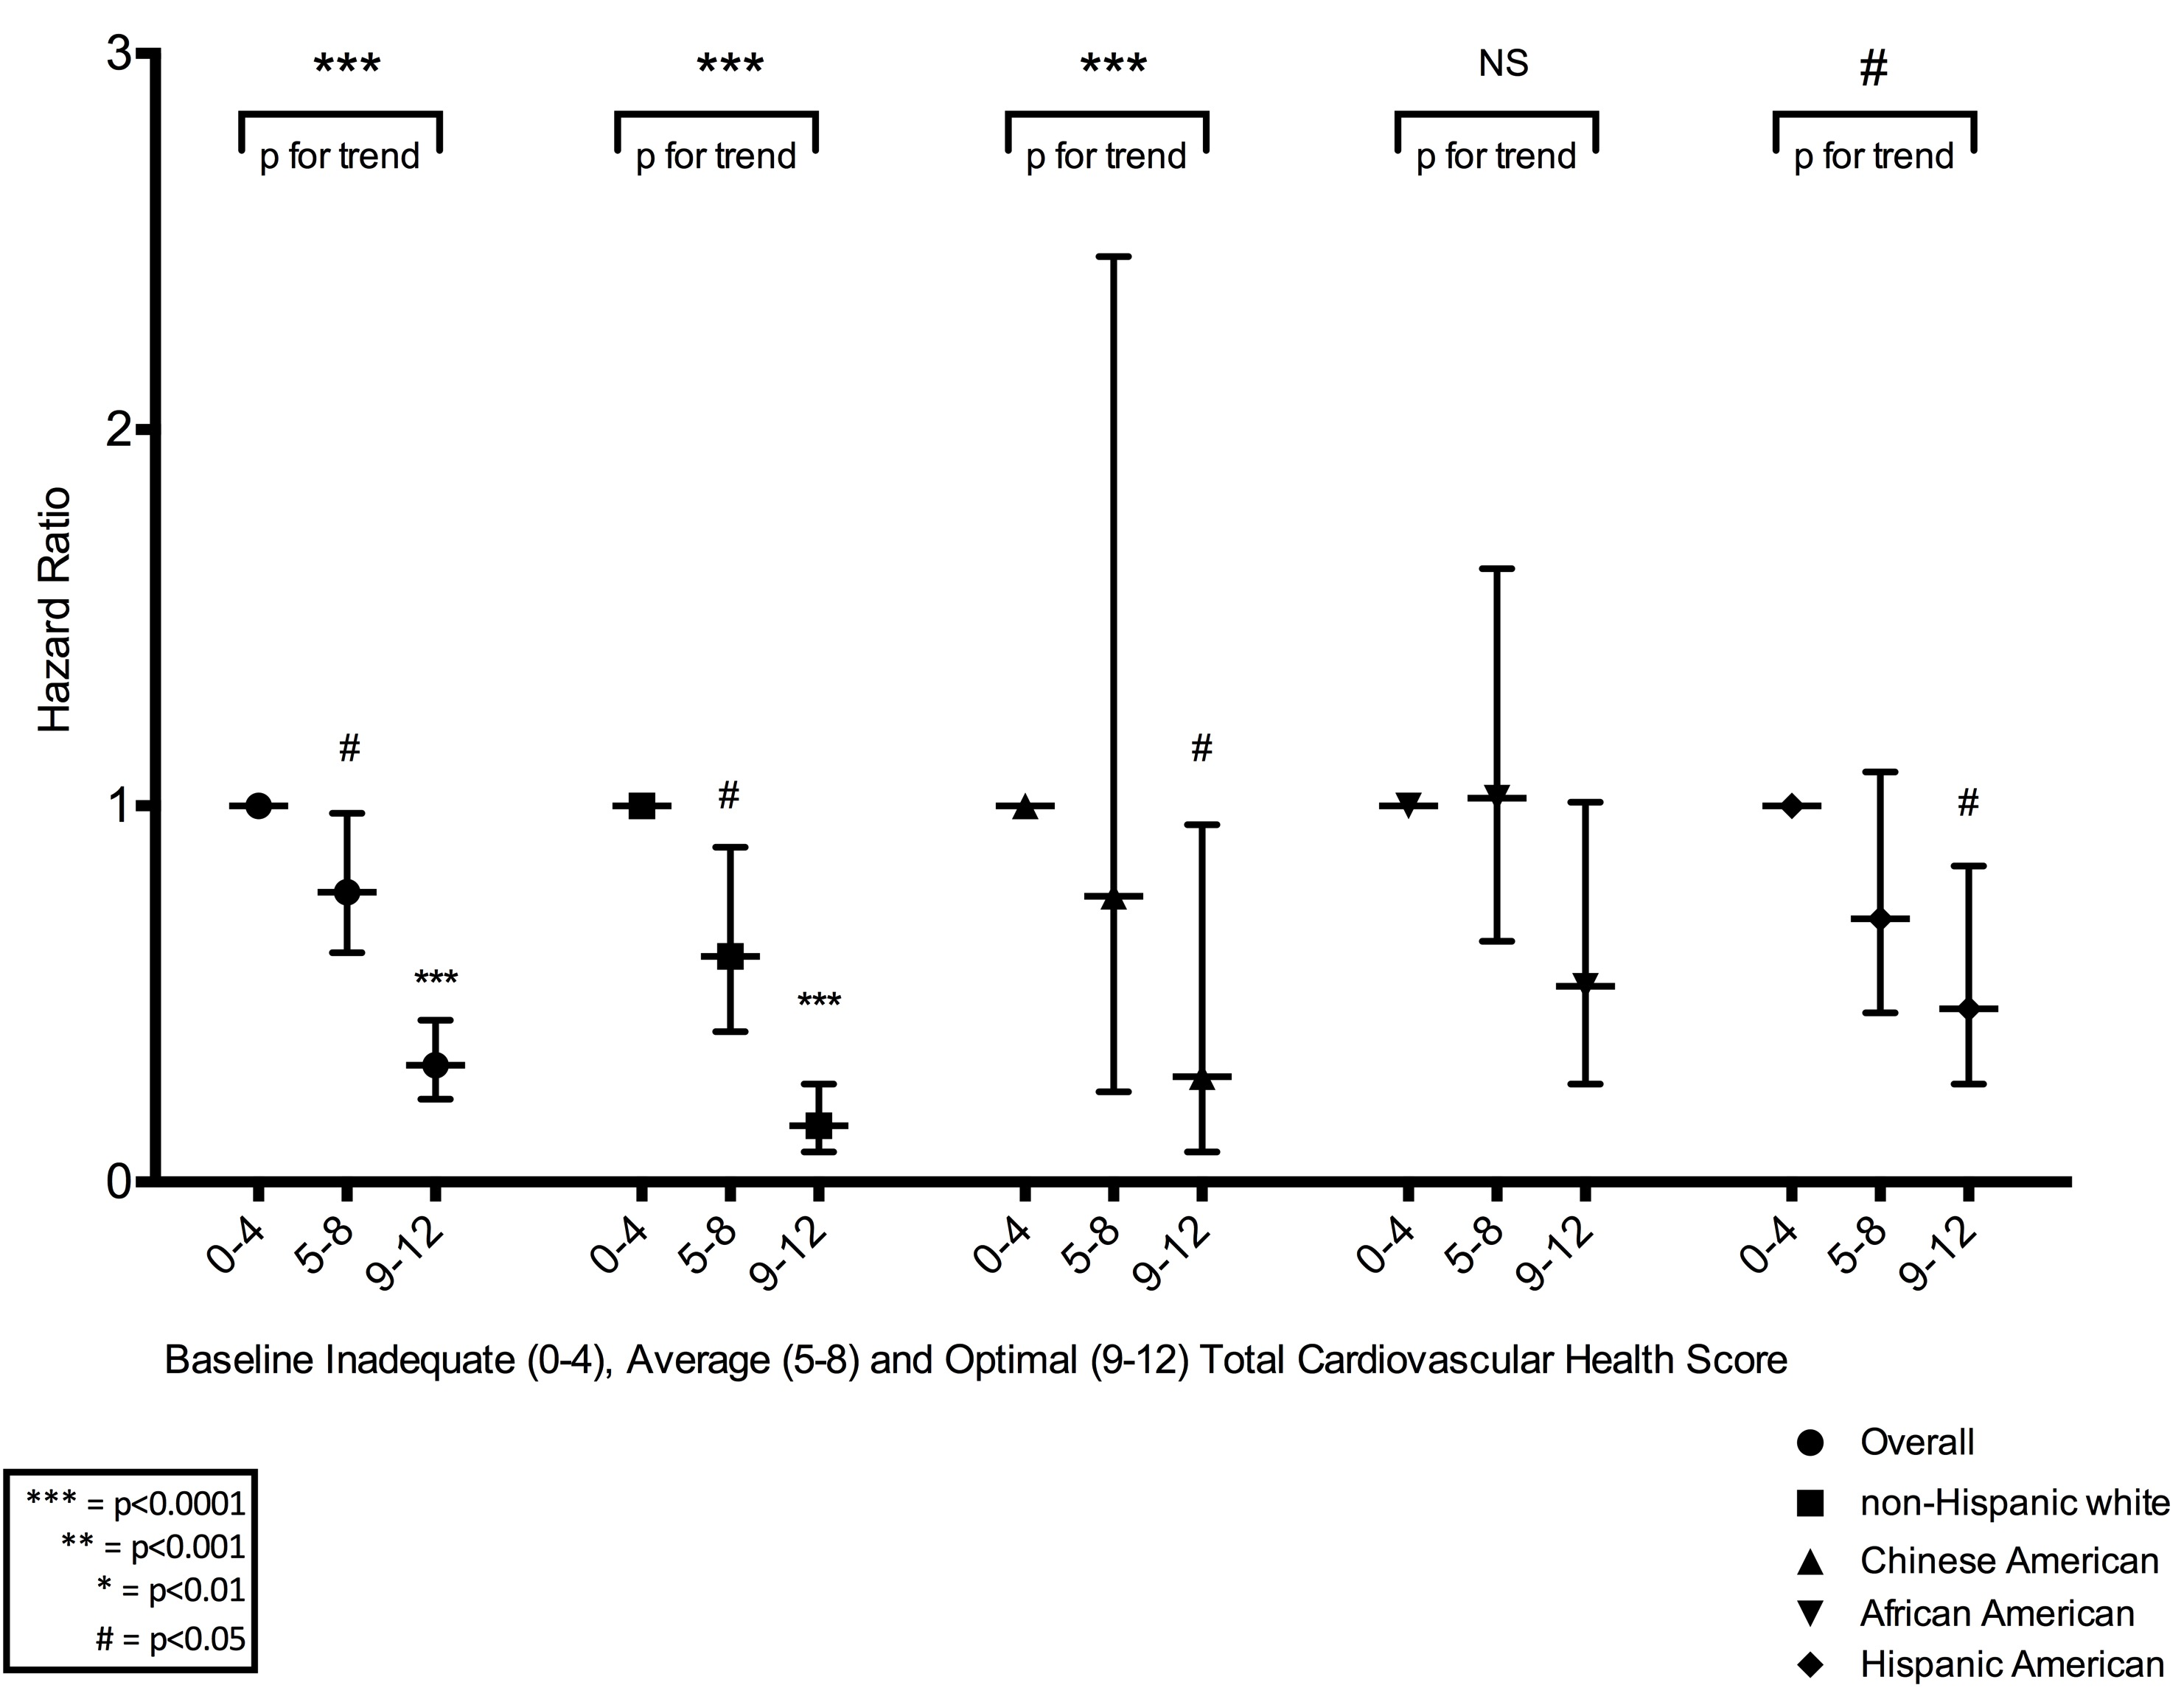 3
*** *** *** NS #
p for trend p for trend p for trend p for trend p for trend
2
Hazard Ratio
# #
# #
1
*** ***
0
0-4 5-8 9-12 0-4 5-8 9-12 0-4 5-8 9-12 0-4 5-8 9-12 0-4 5-8 9-12
Baseline Inadequate (0-4), Average (5-8) and Optimal (9-12) Total Cardiovascular Health Score
Overall
non-Hispanic white
Chinese American
African American
Hispanic American
*** = p<0.0001
** = p<0.001
* = p<0.01
# = p<0.05